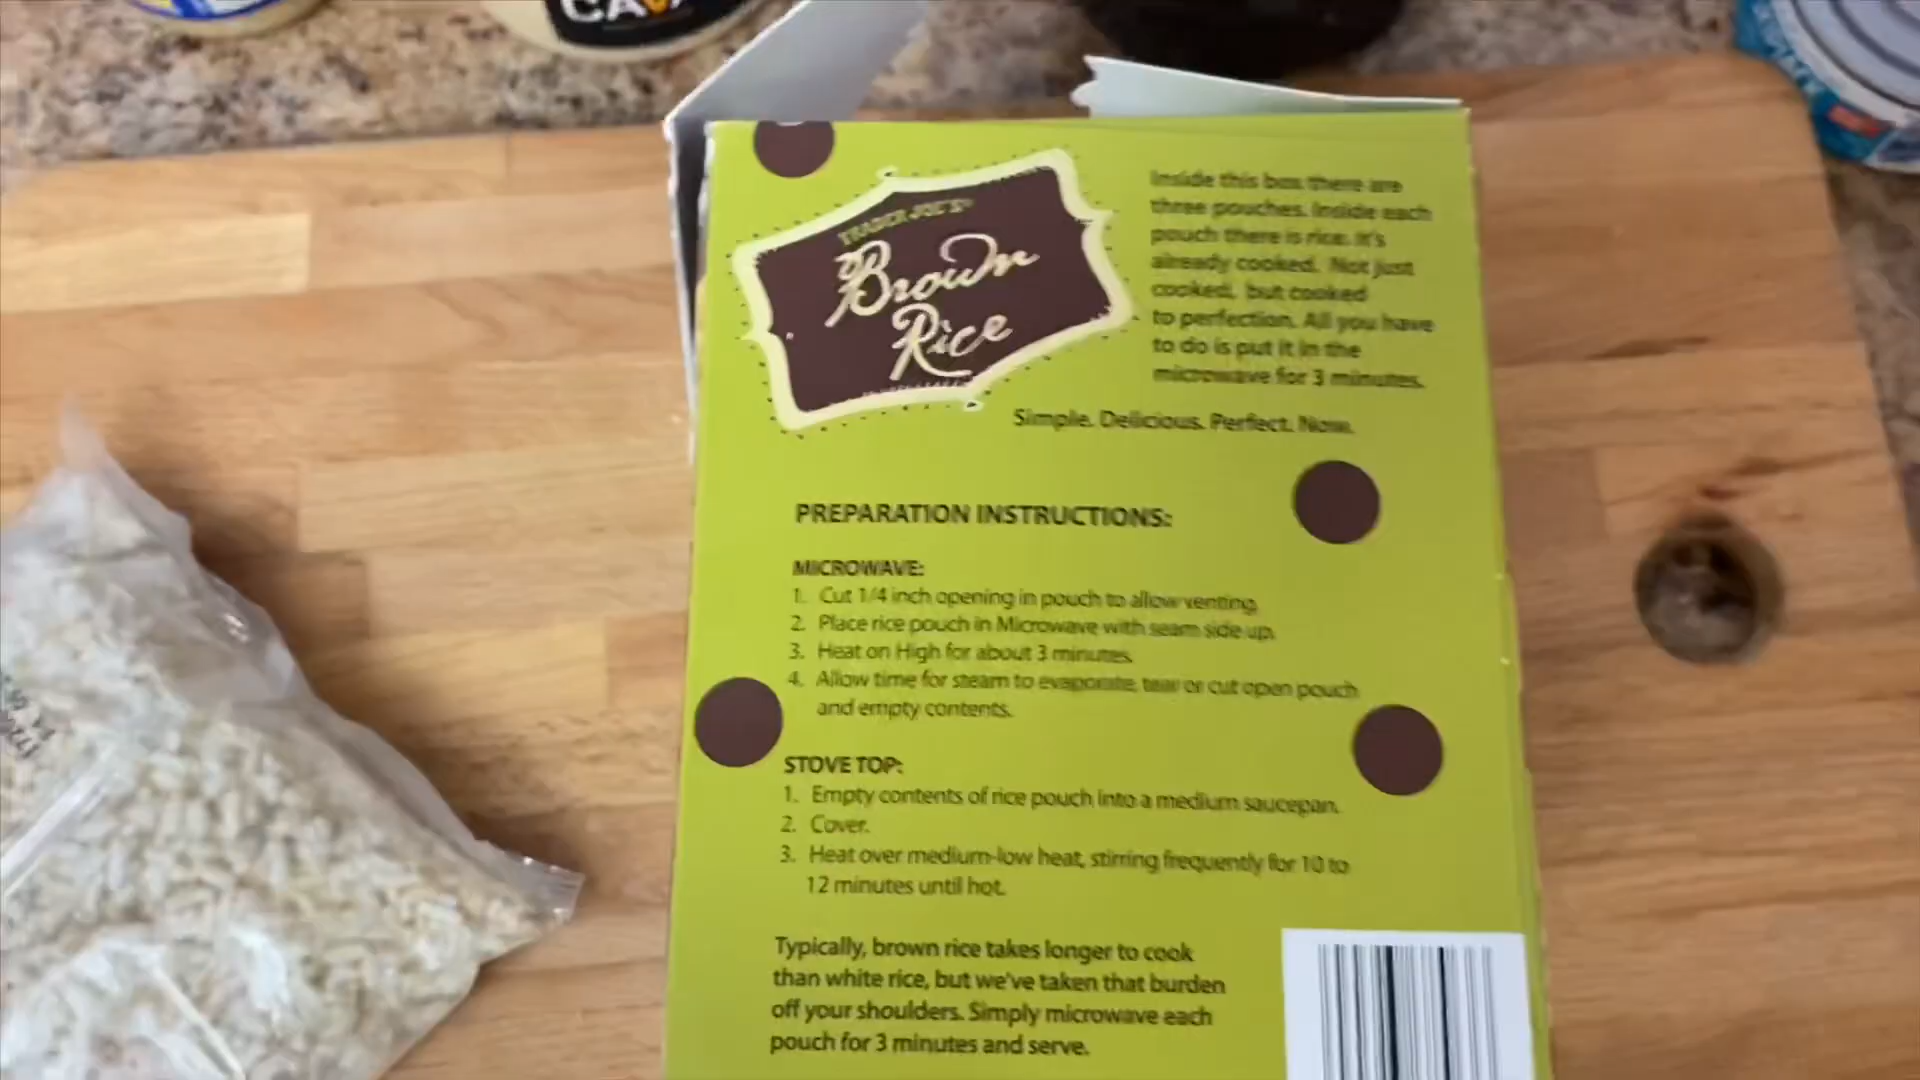 CAVA
TRADER JOE'S®
Brown
Rice
Inside this box there are
three pouches. Inside each
pouch there is rice. It's
already cooked. Not just
cooked, but cooked
to perfection. All you have
to do is put it in the
microwave for 3 minutes.
Simple. Delicious. Perfect. Now.
PREPARATION INSTRUCTIONS:
MICROWAVE:
1. Cut 1/4 inch opening in pouch to allow venting.
2. Place rice pouch in Microwave with seam side up.
3. Heat on High for about 3 minutes.
4. Allow time for steam to evaporate, tear or cut open pouch
and empty contents.
STOVE TOP:
1. Empty contents of rice pouch into a medium saucepan.
2. Cover.
3. Heat over medium-low heat, stirring frequently for 10 to
12 minutes until hot.
Typically, brown rice takes longer to cook
than white rice, but we've taken that burden
off your shoulders. Simply microwave each
pouch for 3 minutes and serve.